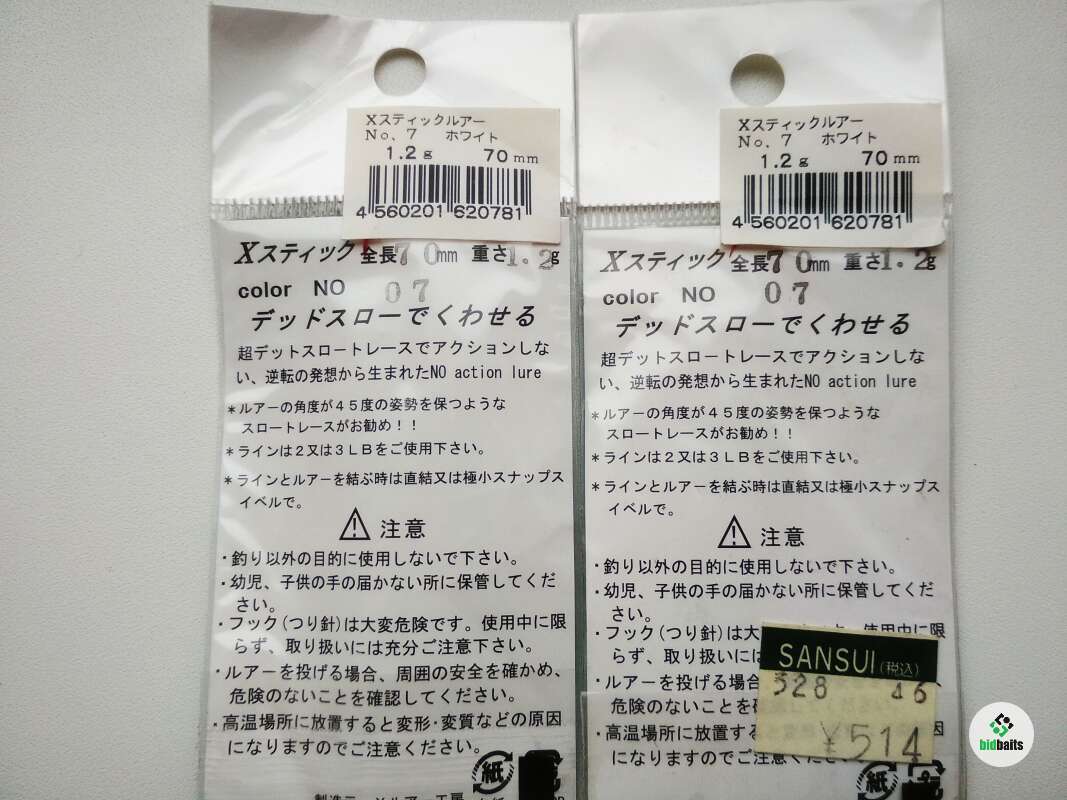 Xスティックルアー
No. 7 ホワイト
1.2g 70mm
4 560201 620781
Xスティック 全長70mm 重さ1.2g
color NO 07
デッドスローでくわせる
超デットスロートレースでアクションしな
い、逆転の発想から生まれたNO action lure
*ルアーの角度が45度の姿勢を保つような
スロートレースがお勧め!!
*ラインは2又は3LBをご使用下さい。
*ラインとルアーを結ぶ時は直結又は極小スナップス
イベルで。
注意
・釣り以外の目的に使用しないで下さい。
・幼児、子供の手の届かない所に保管してくだ
さい。
・フック(つり針)は大変危険です。使用中に限
らず、取り扱いには充分ご注意下さい。
・ルアーを投げる場合、周囲の安全を確かめ、
危険のないことを確認してください。
・高温場所に放置すると変形・変質などの原因
になりますのでご注意ください。
紙
Xスティックルアー
No. 7 ホワイト
1.2g 70mm
4 560201 620781
Xスティック 全長70mm 重さ1.2g
color NO 07
デッドスローでくわせる
超デットスロートレースでアクションしな
い、逆転の発想から生まれたNO action lure
*ルアーの角度が45度の姿勢を保つような
スロートレースがお勧め!!
*ラインは2又は3LBをご使用下さい。
*ラインとルアーを結ぶ時は直結又は極小スナップス
イベルで。
注意
・釣り以外の目的に使用しないで下さい。
・幼児、子供の手の届かない所に保管してくだ
さい。
・フック(つり針)は大 使用中に限
らず、取り扱いには
・ルアーを投げる場合
危険のないことを
・高温場所に放置する 原因
になりますのでご注意くだ
SANSUI(税込)
328 46
¥514
紙
bidbaits